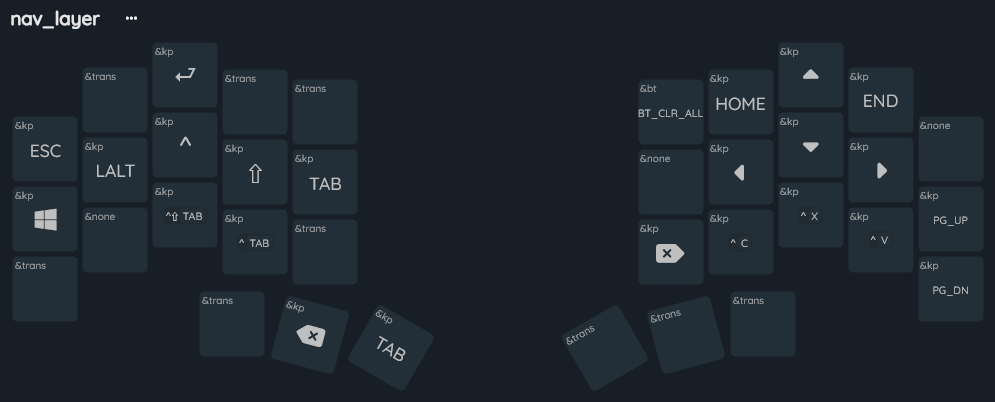 nav_layer ...
&kp
&trans
&kp
ESC
&trans
&kp
LALT
&none
&kp
&kp
^
&kp
^⇧ TAB
&trans
&kp
⇧
&kp
^ TAB
&trans
&kp
TAB
&trans
&trans
&kp
&kp
TAB
&bt
BT_CLR_ALL
&none
&kp
&kp
HOME
&kp
&kp
^ C
&kp
&kp
&kp
^ X
&kp
END
&kp
&kp
^ V
&none
&kp
PG_UP
&kp
PG_DN
&trans
&trans
&trans